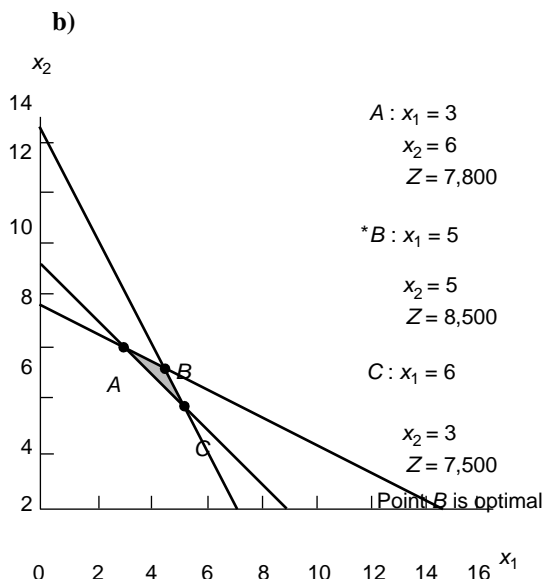 b)
x2
14
12
10
8
6
4
2
A : x1 = 3
x2 = 6
Z = 7,800
*B : x1 = 5
x2 = 5
Z = 8,500
C : x1 = 6
x2 = 3
Z = 7,500
Point B is optimal
A
B
C
0 2 4 6 8 10 12 14 16 x1